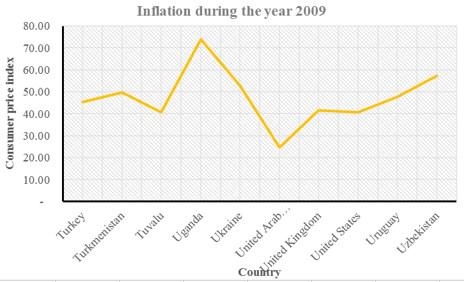 Inflation during the year 2009
Consumer price index
80.00
70.00
60.00
50.00
40.00
30.00
20.00
10.00
-
Turkey
Turkmenistan
Tuvalu
Uganda
Ukraine
United Arab…
United Kingdom
United States
Uruguay
Uzbekistan
Country